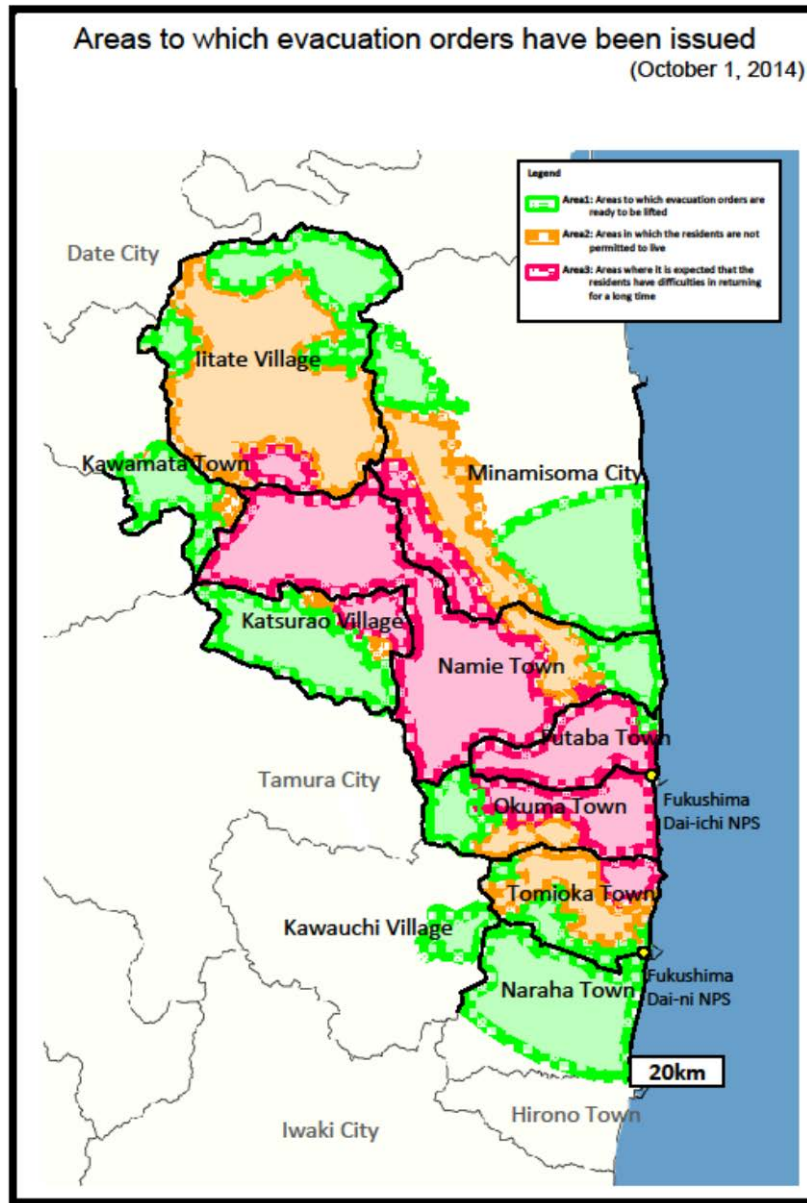 Areas to which evacuation orders have been issued
(October 1, 2014)
Legend
Area1: Areas to which evacuation orders are
ready to be lifted
Area2: Areas in which the residents are not
permitted to live
Area3: Areas where it is expected that the
residents have difficulties in returning
for a long time
Date City
Iitate Village
Kawamata Town
Minamisoma City
Katsurao Village
Namie Town
Futaba Town
Tamura City
Okuma Town
Fukushima
Dai-ichi NPS
Tomioka Town
Kawauchi Village
Fukushima
Dai-ni NPS
Naraha Town
20km
Hirono Town
Iwaki City